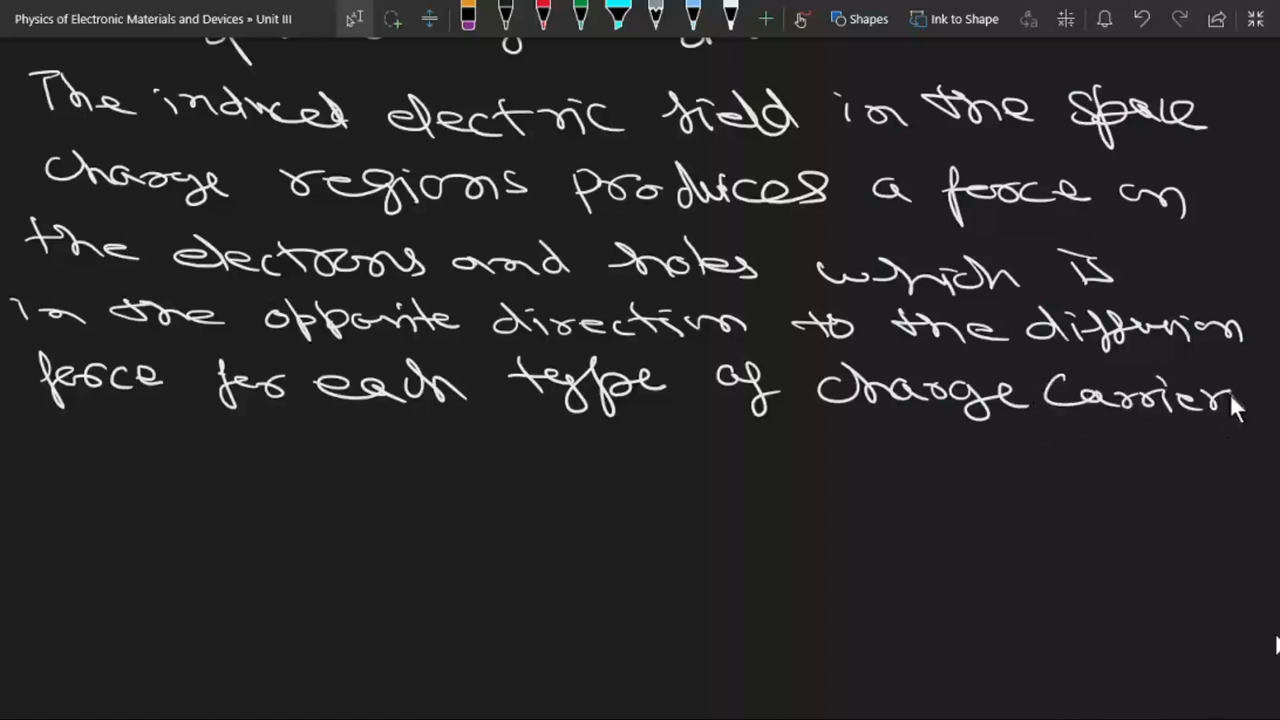 Physics of Electronic Materials and Devices » Unit III
Shapes
Ink to Shape
The induced electric field in the space
charge regions produces a force on
the electrons and holes which is
in the opposite direction to the diffusion
force for each type of charge carrier